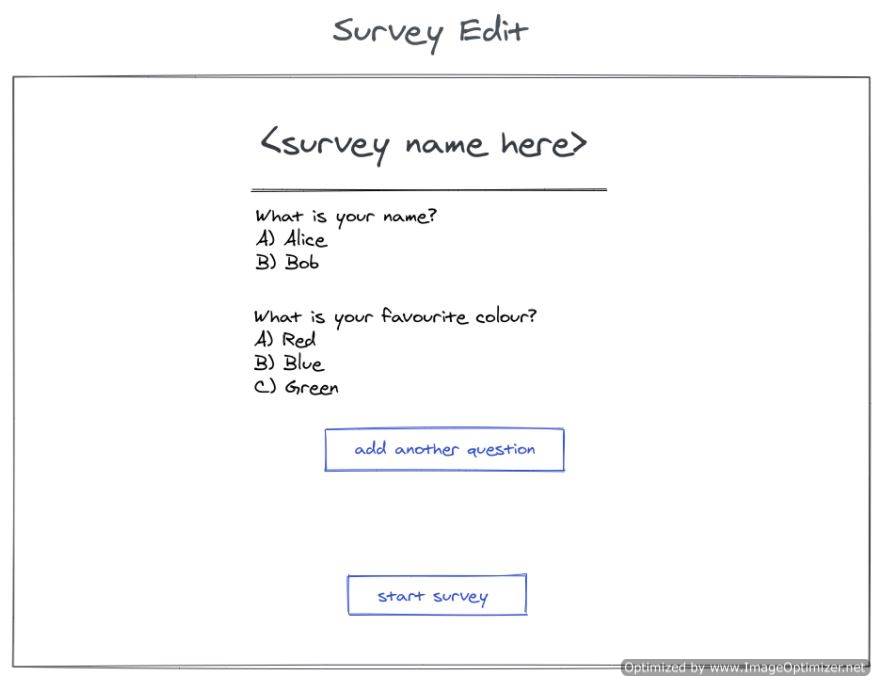 Survey Edit
<survey name here>
What is your name?
A) Alice
B) Bob
What is your favourite colour?
A) Red
B) Blue
C) Green
add another question
start survey
Optimized by www.ImageOptimizer.net